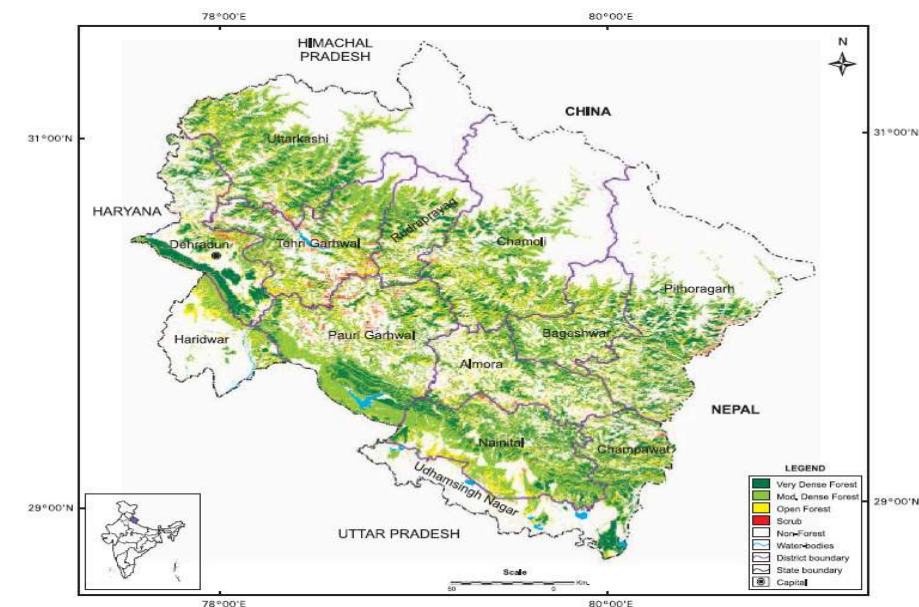 78°00'E
80°00'E
HIMACHAL
PRADESH
N
CHINA
31°00'N
31°00'N
Uttarkashi
HARYANA
Rudraprayag
Dehradun
Tehri Garhwal
Chamoli
Pithoragarh
Haridwar
Pauri Garhwal
Bageshwar
Almora
NEPAL
Nainital
Champawat
Udhamsingh Nagar
UTTAR PRADESH
29°00'N
29°00'N
LEGEND
Very Dense Forest
Mod. Dense Forest
Open Forest
Scrub
Non-Forest
Water-bodies
District boundary
State boundary
Capital
Scale
50
0
Km.
78°00'E
80°00'E